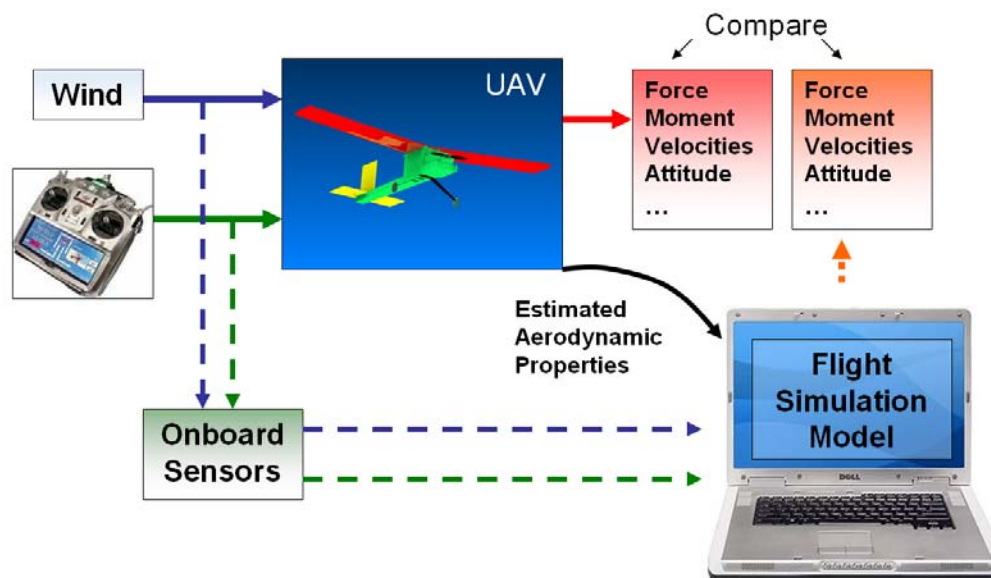 Compare
Wind
UAV
Force
Moment
Velocities
Attitude
...
Force
Moment
Velocities
Attitude
...
Estimated
Aerodynamic
Properties
Flight
Simulation
Model
Onboard
Sensors
DELL